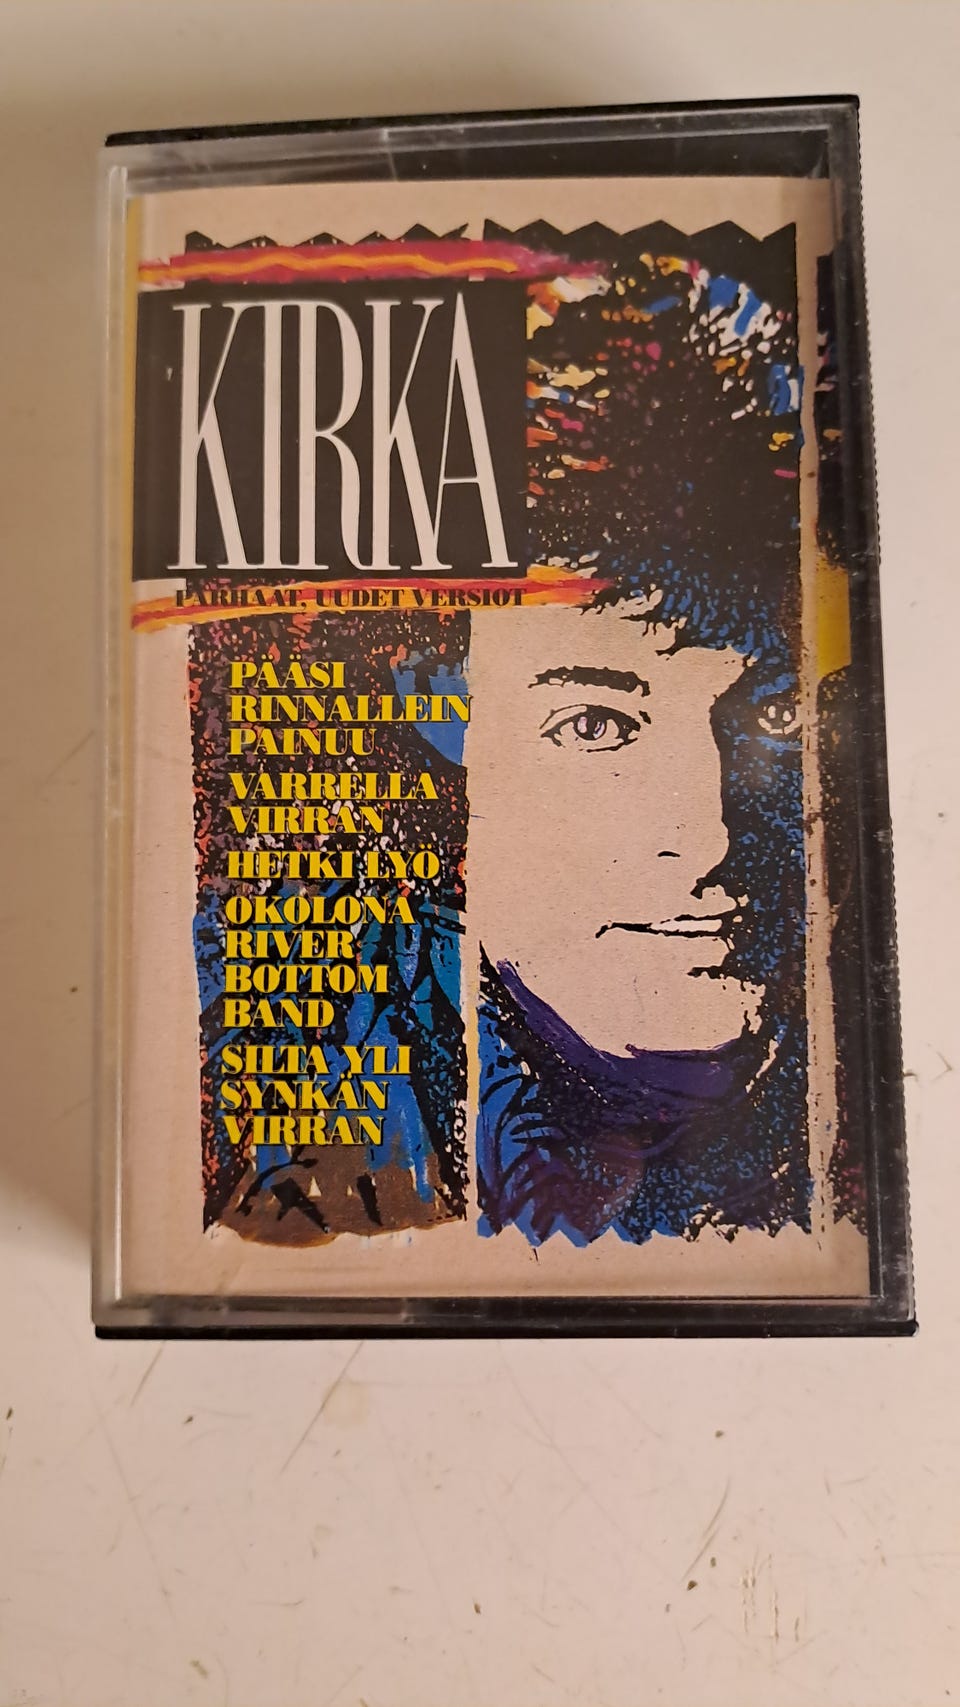 KIRKA
PARHAAT, UUDET VERSIOT
PÄÄSI
RINNALLEIN
PAINUU
VARRELLA
VIRRAN
HETKI LYÖ
OKOLONA
RIVER
BOTTOM
BAND
SILTA YLI
SYNKÄN
VIRRAN